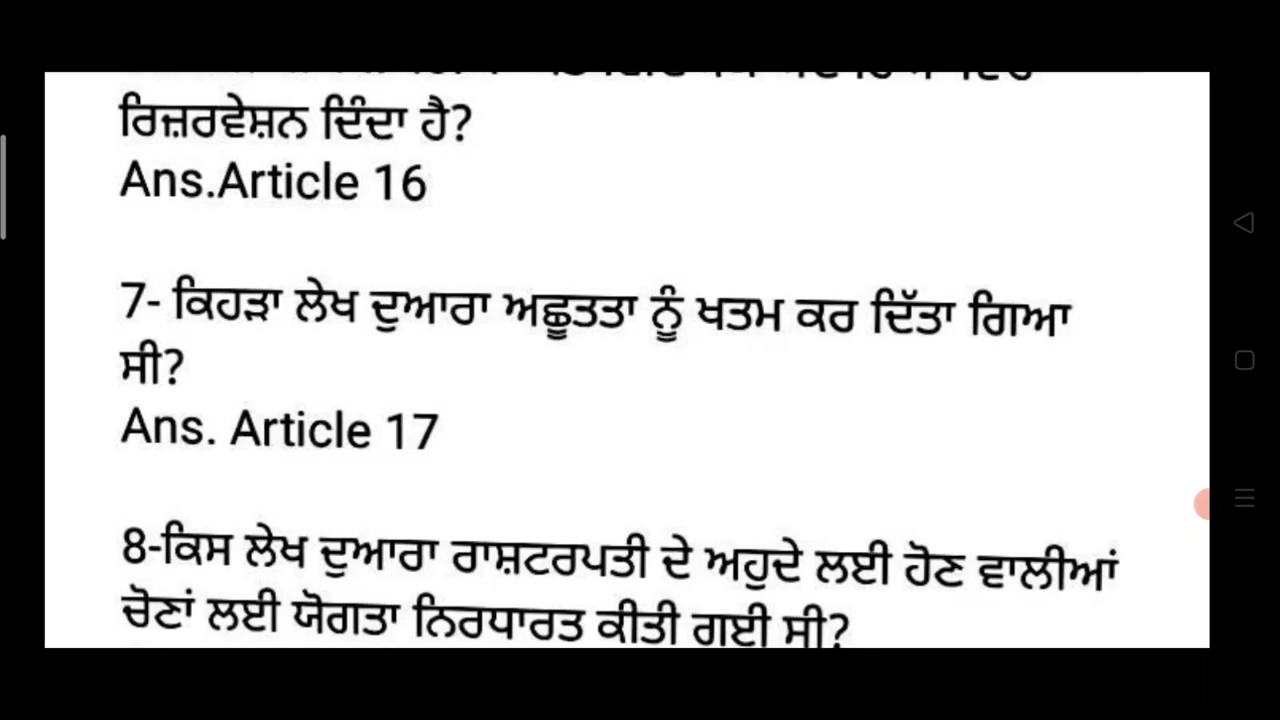 ਰਿਜ਼ਰਵੇਸ਼ਨ ਦਿੰਦਾ ਹੈ?
Ans.Article 16
7- ਕਿਹੜਾ ਲੇਖ ਦੁਆਰਾ ਅਛੂਤਤਾ ਨੂੰ ਖਤਮ ਕਰ ਦਿੱਤਾ ਗਿਆ
ਸੀ?
Ans. Article 17
8-ਕਿਸ ਲੇਖ ਦੁਆਰਾ ਰਾਸ਼ਟਰਪਤੀ ਦੇ ਅਹੁਦੇ ਲਈ ਹੋਣ ਵਾਲੀਆਂ
ਚੋਣਾਂ ਲਈ ਯੋਗਤਾ ਨਿਰਧਾਰਤ ਕੀਤੀ ਗਈ ਸੀ?